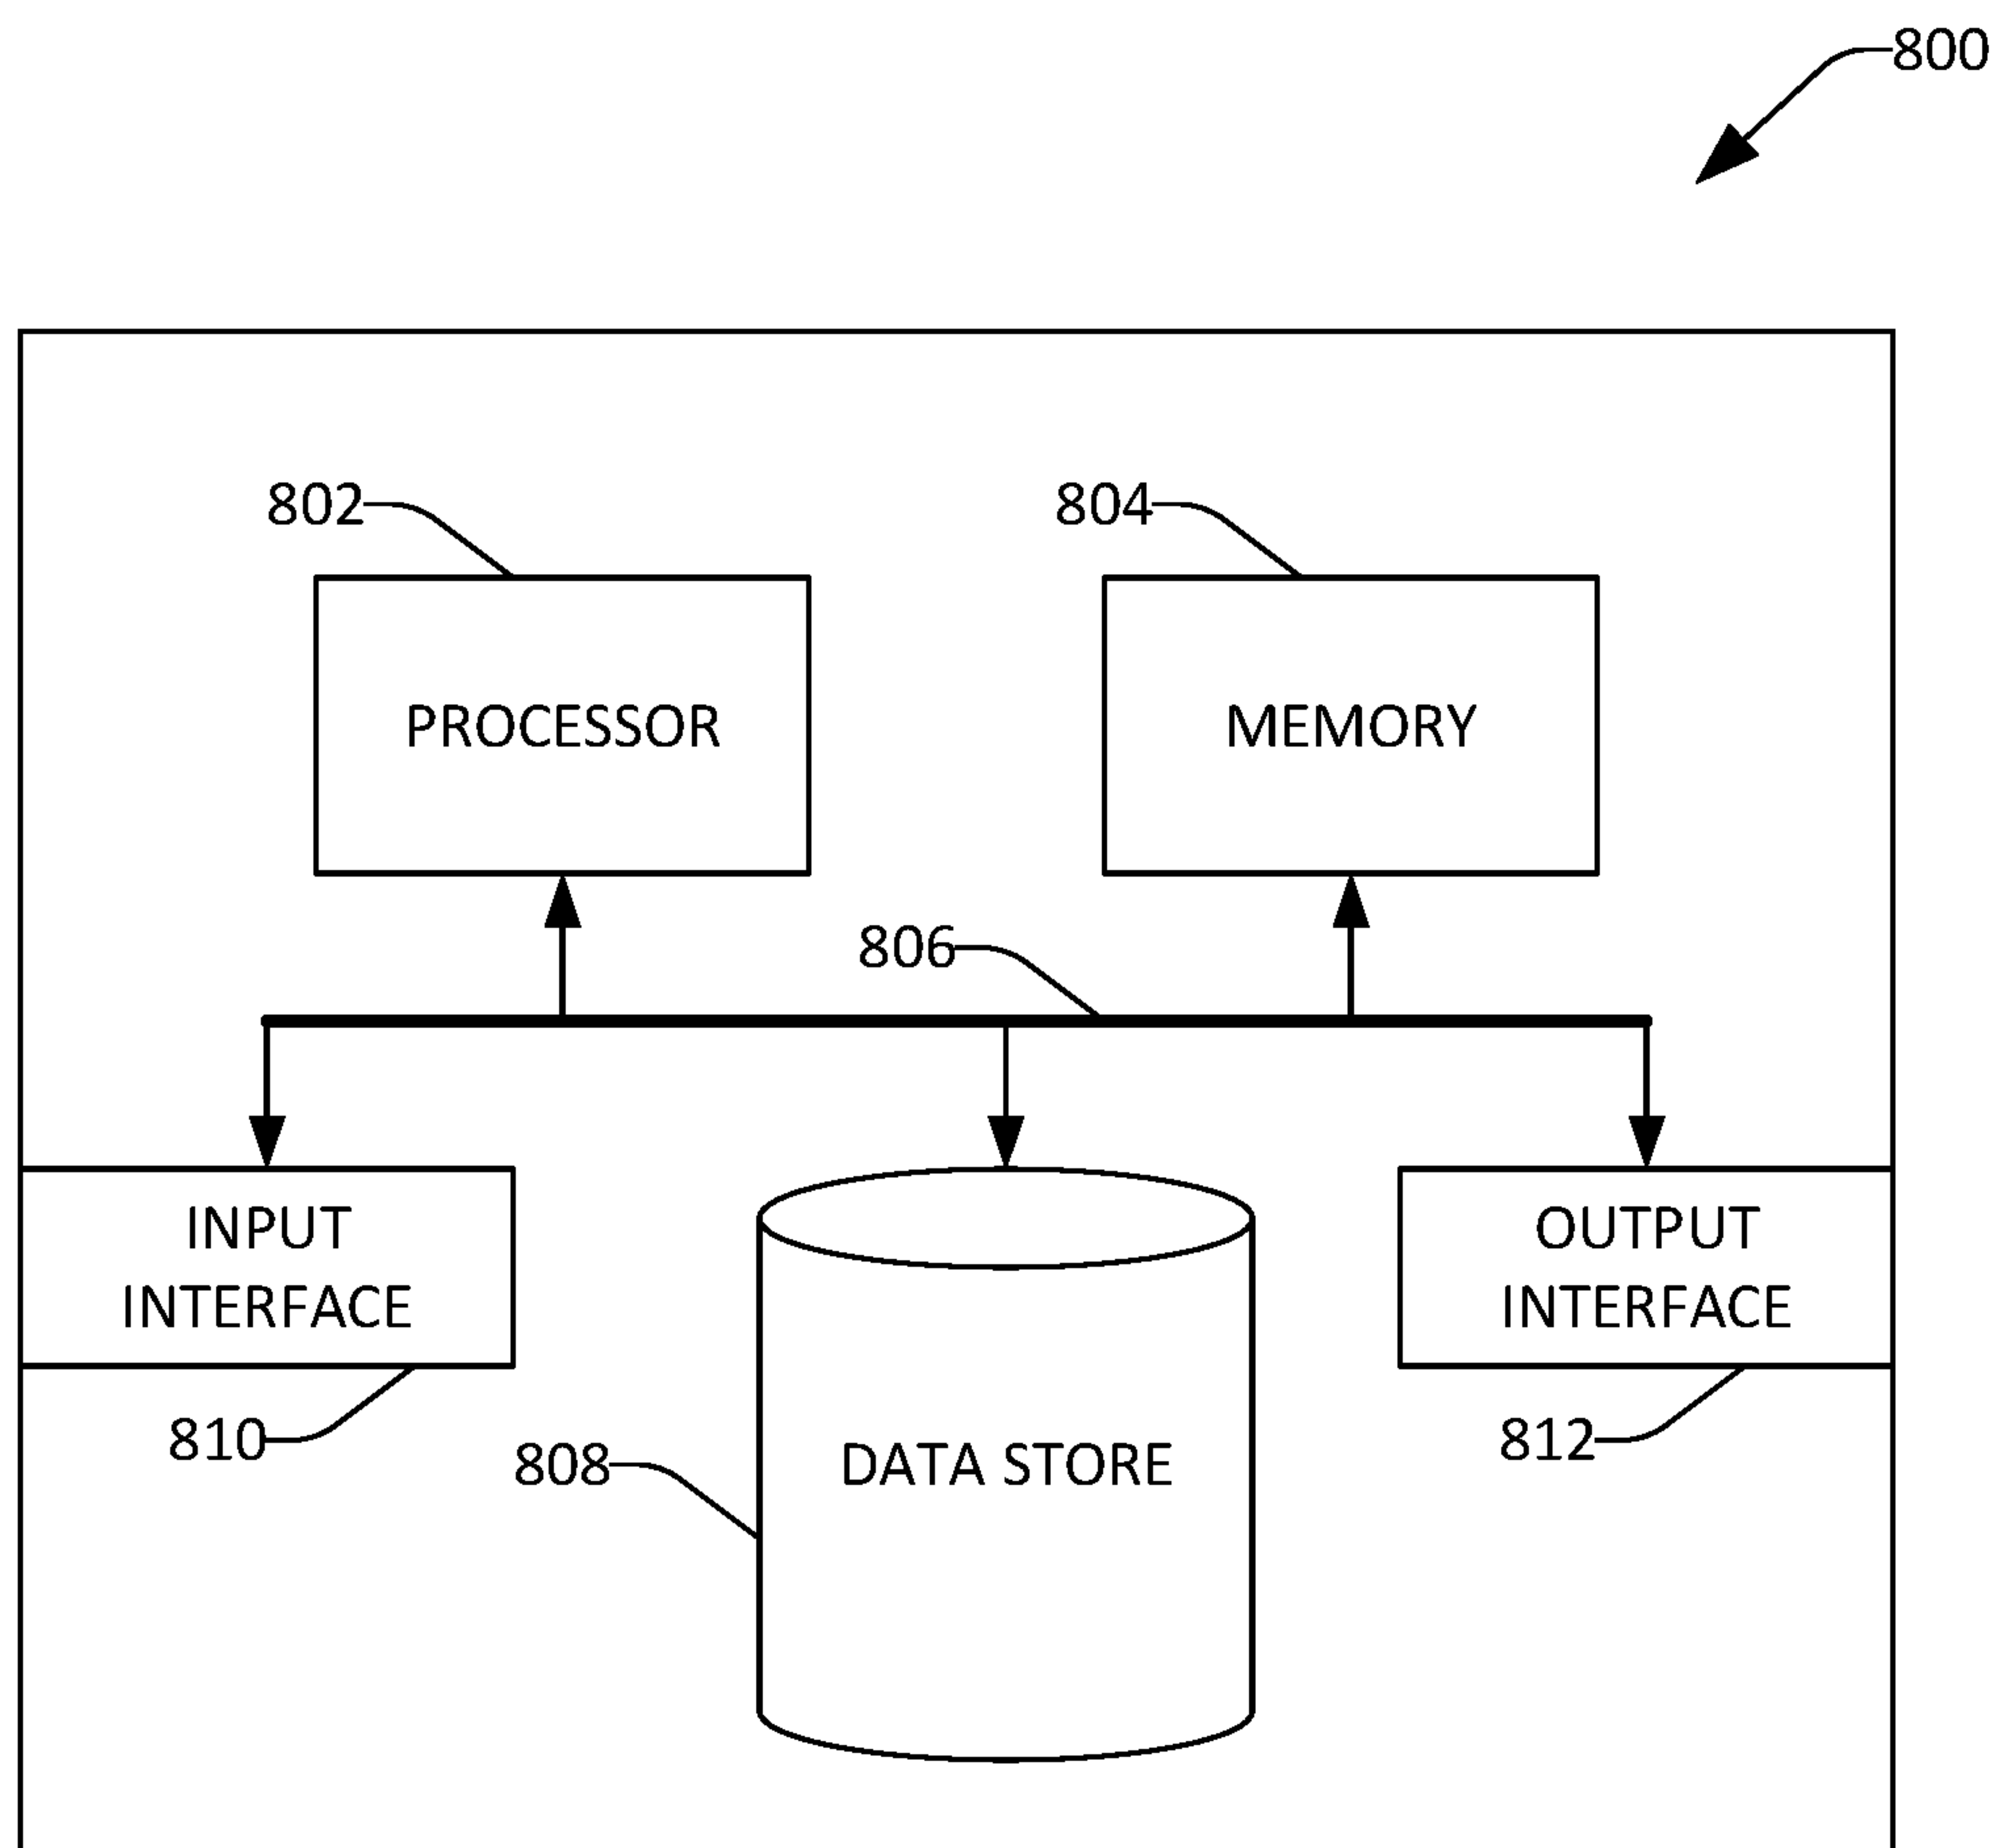 800
802
804
PROCESSOR
MEMORY
806
INPUT
INTERFACE
OUTPUT
INTERFACE
810
808
DATA STORE
812